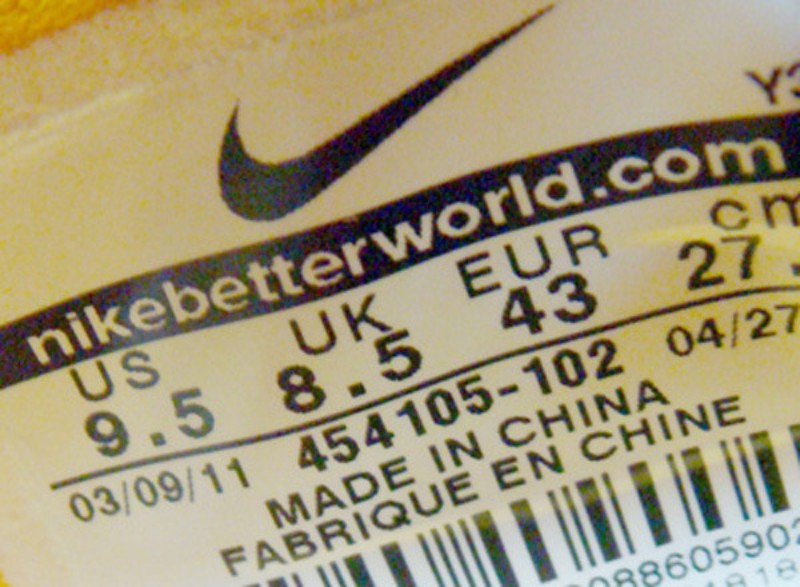 nikebetterworld.com
US UK EUR cm
9.5 8.5 43 27.
03/09/11 454105-102 04/27
MADE IN CHINA
FABRIQUE EN CHINE